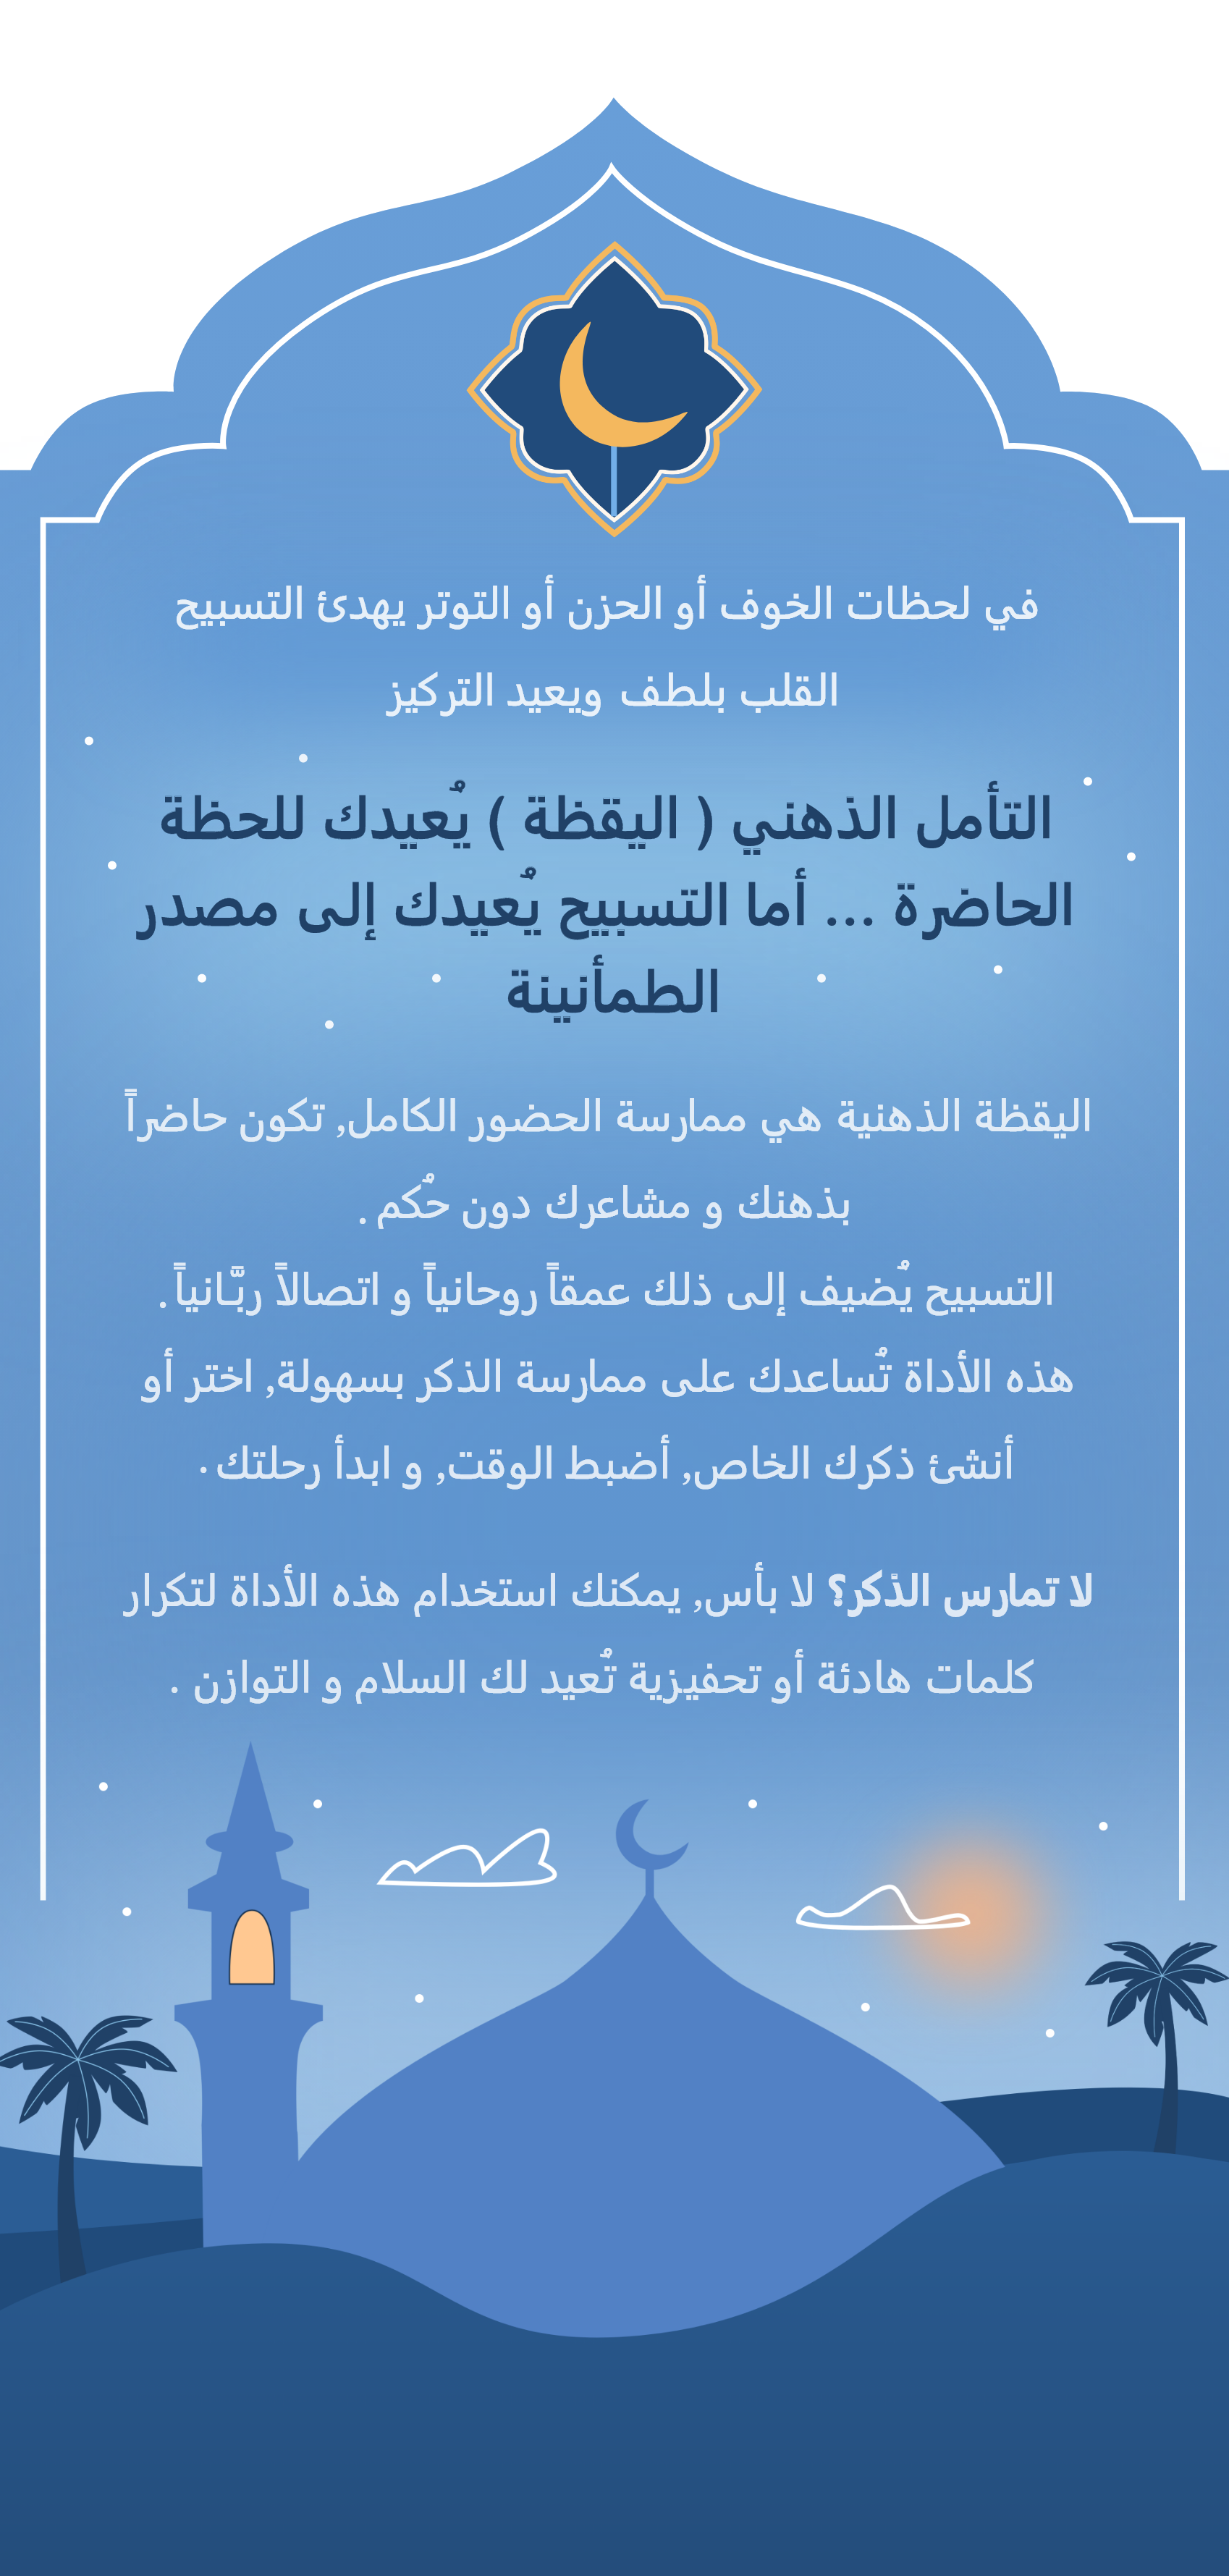 في لحظات الخوف أو الحزن أو التوتر يهدئ التسبيح
القلب بلطف ويعيد التركيز
التأمل الذهني ( اليقظة ) يُعيدك للحظة
الحاضرة ... أما التسبيح يُعيدك إلى مصدر
الطمأنينة
اليقظة الذهنية هي ممارسة الحضور الكامل, تكون حاضراً
بذهنك و مشاعرك دون حُكم .
التسبيح يُضيف إلى ذلك عمقاً روحانياً و اتصالاً ربَّانياً .
هذه الأداة تُساعدك على ممارسة الذكر بسهولة, اختر أو
أنشئ ذكرك الخاص, أضبط الوقت, و ابدأ رحلتك .
لا تمارس الذكر؟ لا بأس, يمكنك استخدام هذه الأداة لتكرار
كلمات هادئة أو تحفيزية تُعيد لك السلام و التوازن .